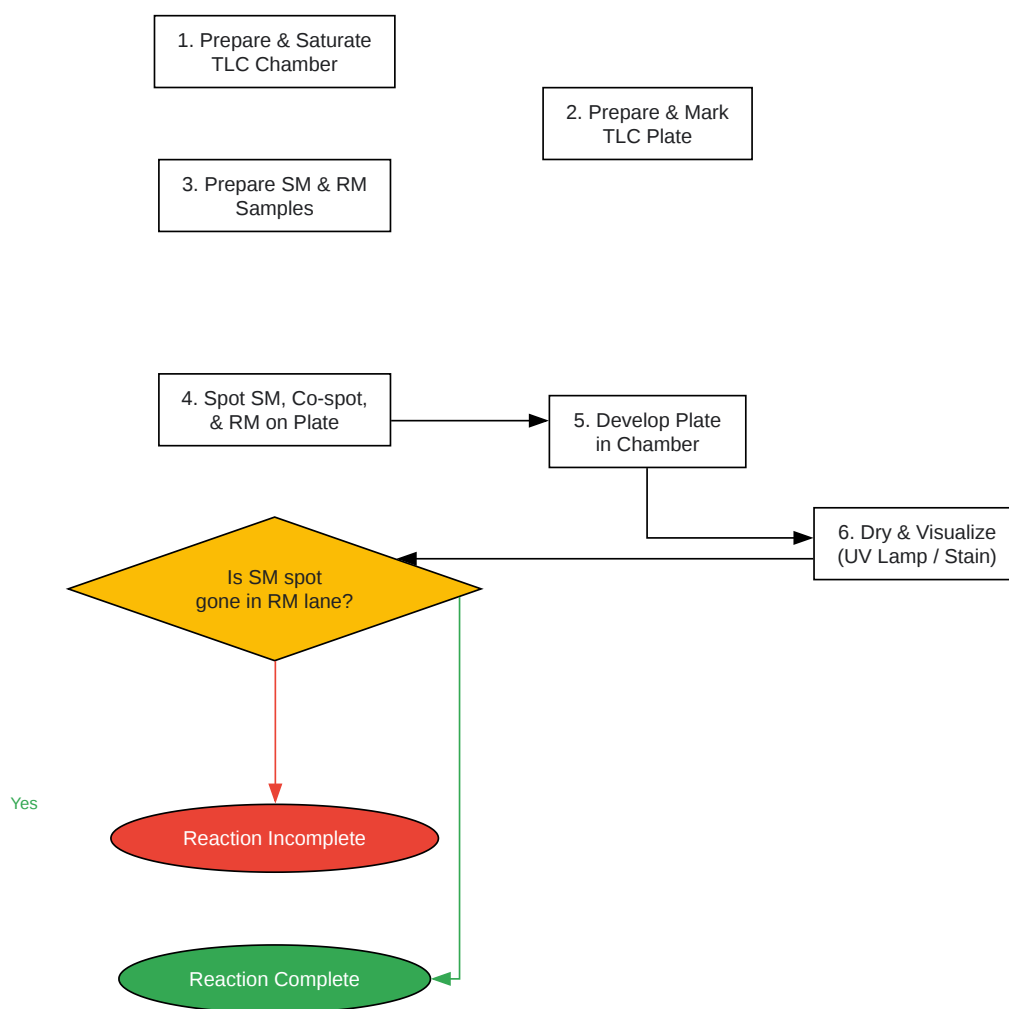 1. Prepare & Saturate
TLC Chamber
2. Prepare & Mark
TLC Plate
3. Prepare SM & RM
Samples
4. Spot SM, Co-spot,
& RM on Plate
5. Develop Plate
in Chamber
6. Dry & Visualize
(UV Lamp / Stain)
Is SM spot
gone in RM lane?
Yes
Reaction Incomplete
Reaction Complete